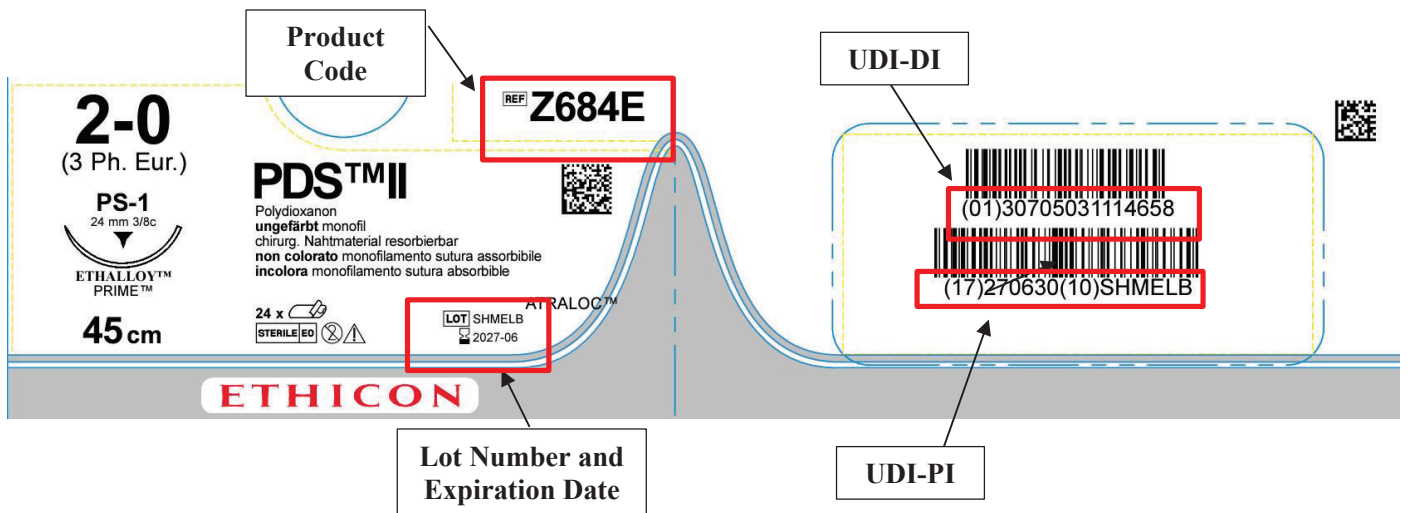 Product
Code
UDI-DI
2-0
(3 Ph. Eur.)
PS-1
24 mm 3/8c
ETHALLOY™
PRIME™
45 cm
REF Z684E
PDS™II
Polydioxanon
ungefärbt monofil
chirurg. Nahtmaterial resorbierbar
non colorato monofilamento sutura assorbibile
incolora monofilamento sutura absorbible
ATRALOC™
24 x
STERILE EO
2
LOT SHMELB
2027-06
ETHICON
(01)30705031114658
(17)270630(10)SHMELB
Lot Number and
Expiration Date
UDI-PI